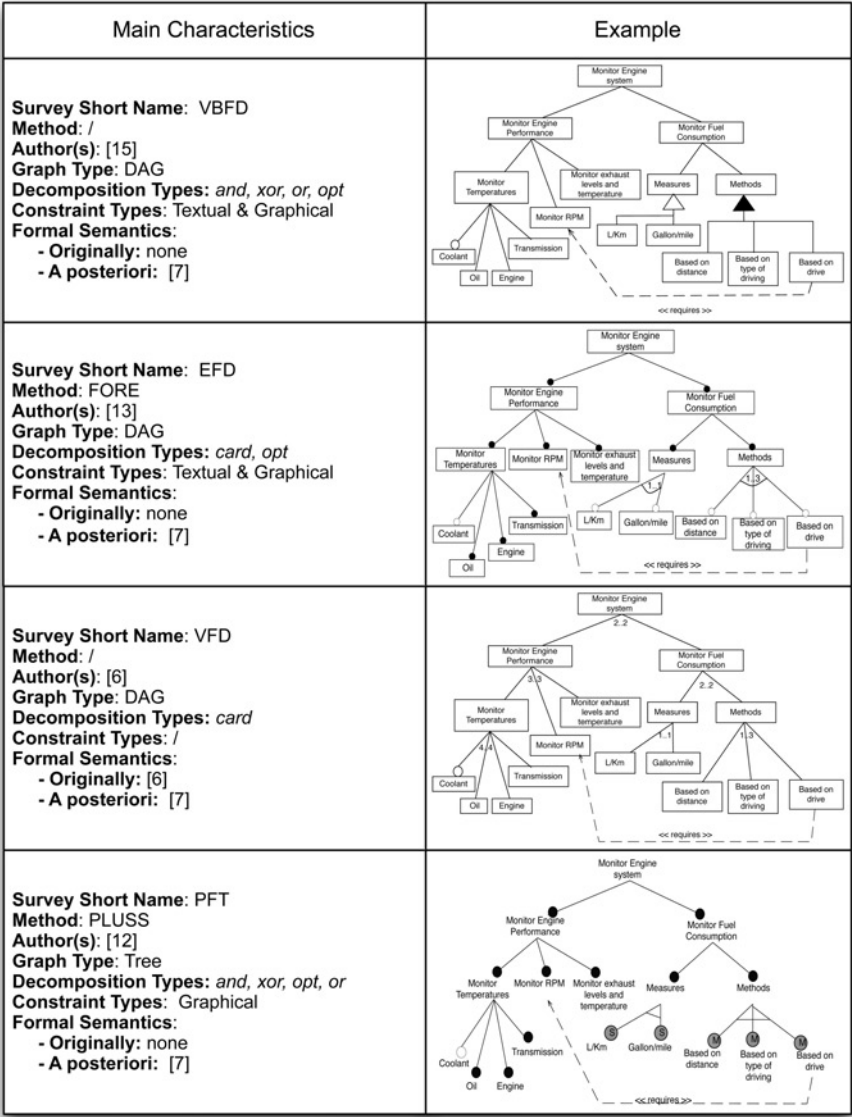 Main Characteristics
Example
Survey Short Name: VBFD
Method: /
Author(s): [15]
Graph Type: DAG
Decomposition Types: and, xor, or, opt
Constraint Types: Textual & Graphical
Formal Semantics:
- Originally: none
- A posteriori: [7]
Monitor Engine
system
Monitor Engine
Performance
Monitor Fuel
Consumption
Monitor
Temperatures
Monitor RPM
Monitor exhaust
levels and
temperature
Measures
Methods
Coolant
Oil
Engine
Transmission
L/Km
Gallon/mile
Based on
distance
Based on
type of
driving
Based on
drive
<< requires >>
Survey Short Name: EFD
Method: FORE
Author(s): [13]
Graph Type: DAG
Decomposition Types: card, opt
Constraint Types: Textual & Graphical
Formal Semantics:
- Originally: none
- A posteriori: [7]
Monitor Engine
system
Monitor Engine
Performance
Monitor Fuel
Consumption
Monitor
Temperatures
Monitor RPM
Monitor exhaust
levels and
temperature
Measures
Methods
1..1
1..3
Coolant
Oil
Engine
Transmission
L/Km
Gallon/mile
Based on
distance
Based on
type of
driving
Based on
drive
<< requires >>
Survey Short Name: VFD
Method: /
Author(s): [6]
Graph Type: DAG
Decomposition Types: card
Constraint Types: /
Formal Semantics:
- Originally: [6]
- A posteriori: [7]
Monitor Engine
system
2..2
Monitor Engine
Performance
Monitor Fuel
Consumption
3..3
2..2
Monitor
Temperatures
Monitor RPM
Monitor exhaust
levels and
temperature
Measures
Methods
4..4
1..1
1..3
Coolant
Oil
Engine
Transmission
L/Km
Gallon/mile
Based on
distance
Based on
type of
driving
Based on
drive
<< requires >>
Survey Short Name: PFT
Method: PLUSS
Author(s): [12]
Graph Type: Tree
Decomposition Types: and, xor, opt, or
Constraint Types: Graphical
Formal Semantics:
- Originally: none
- A posteriori: [7]
Monitor Engine
system
Monitor Engine
Performance
Monitor Fuel
Consumption
Monitor
Temperatures
Monitor RPM
Monitor exhaust
levels and
temperature
Measures
Methods
S
S
M
M
M
Coolant
Oil
Engine
Transmission
L/Km
Gallon/mile
Based on
distance
Based on
type of
driving
Based on
drive
<< requires >>